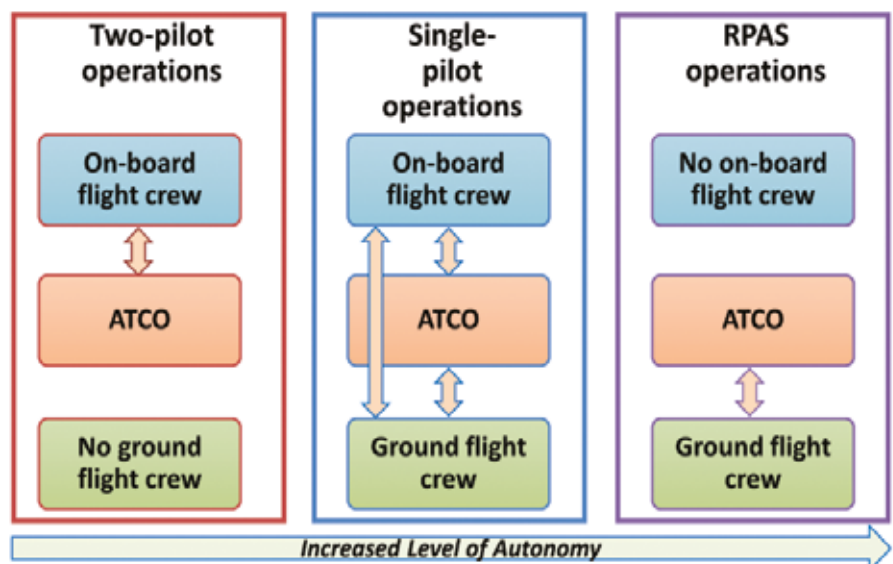 Two-pilot
operations
On-board
flight crew
ATCO
No ground
flight crew
Single-
pilot
operations
On-board
flight crew
ATCO
Ground flight
crew
RPAS
operations
No on-board
flight crew
ATCO
Ground flight
crew
Increased Level of Autonomy